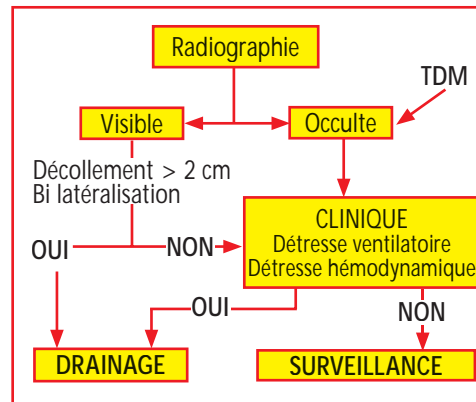 Radiographie
TDM
Visible
Occulte
Décollement > 2 cm
Bi latéralisation
CLINIQUE
Détresse ventilatoire
Détresse hémodynamique
OUI
NON
OUI
NON
DRAINAGE
SURVEILLANCE